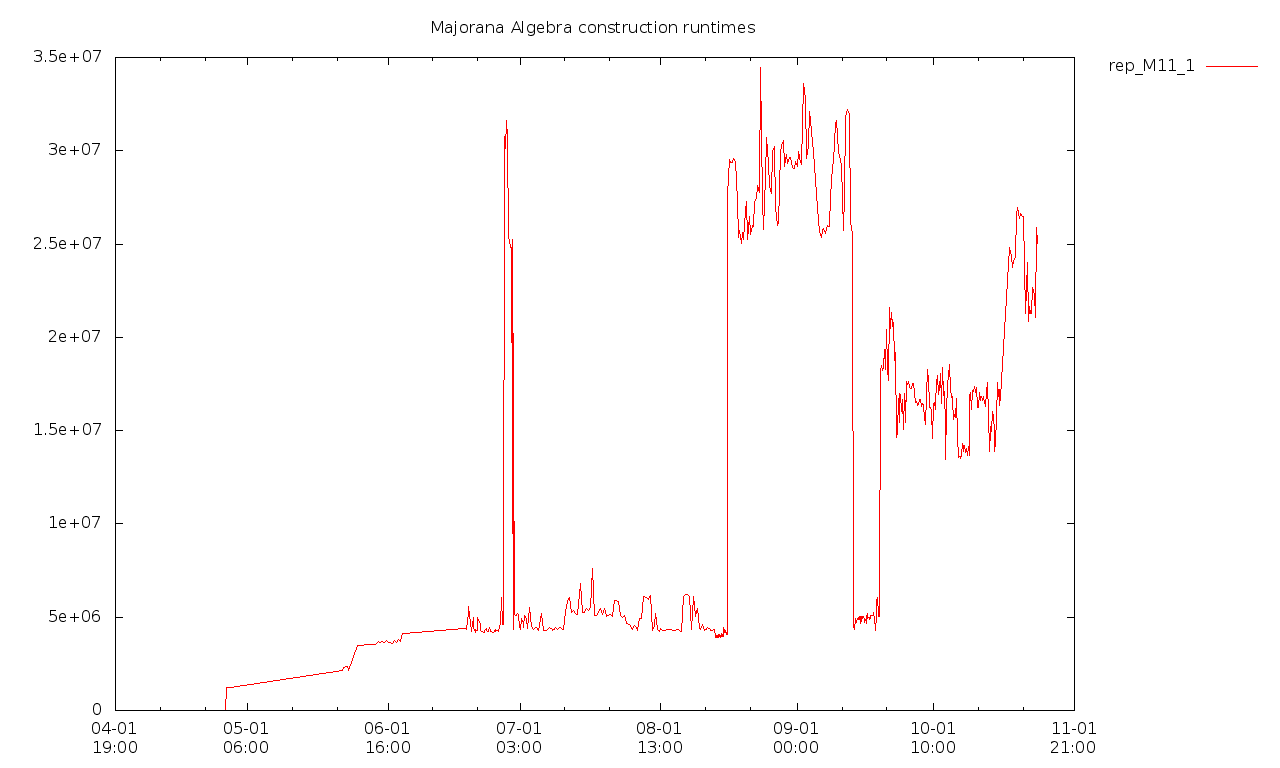 Majorana Algebra construction runtimes
rep_M11_1
3.5e+07
3e+07
2.5e+07
2e+07
1.5e+07
1e+07
5e+06
0
04-01 05-01 06-01 07-01 08-01 09-01 10-01 11-01
19:00 06:00 16:00 03:00 13:00 00:00 10:00 21:00